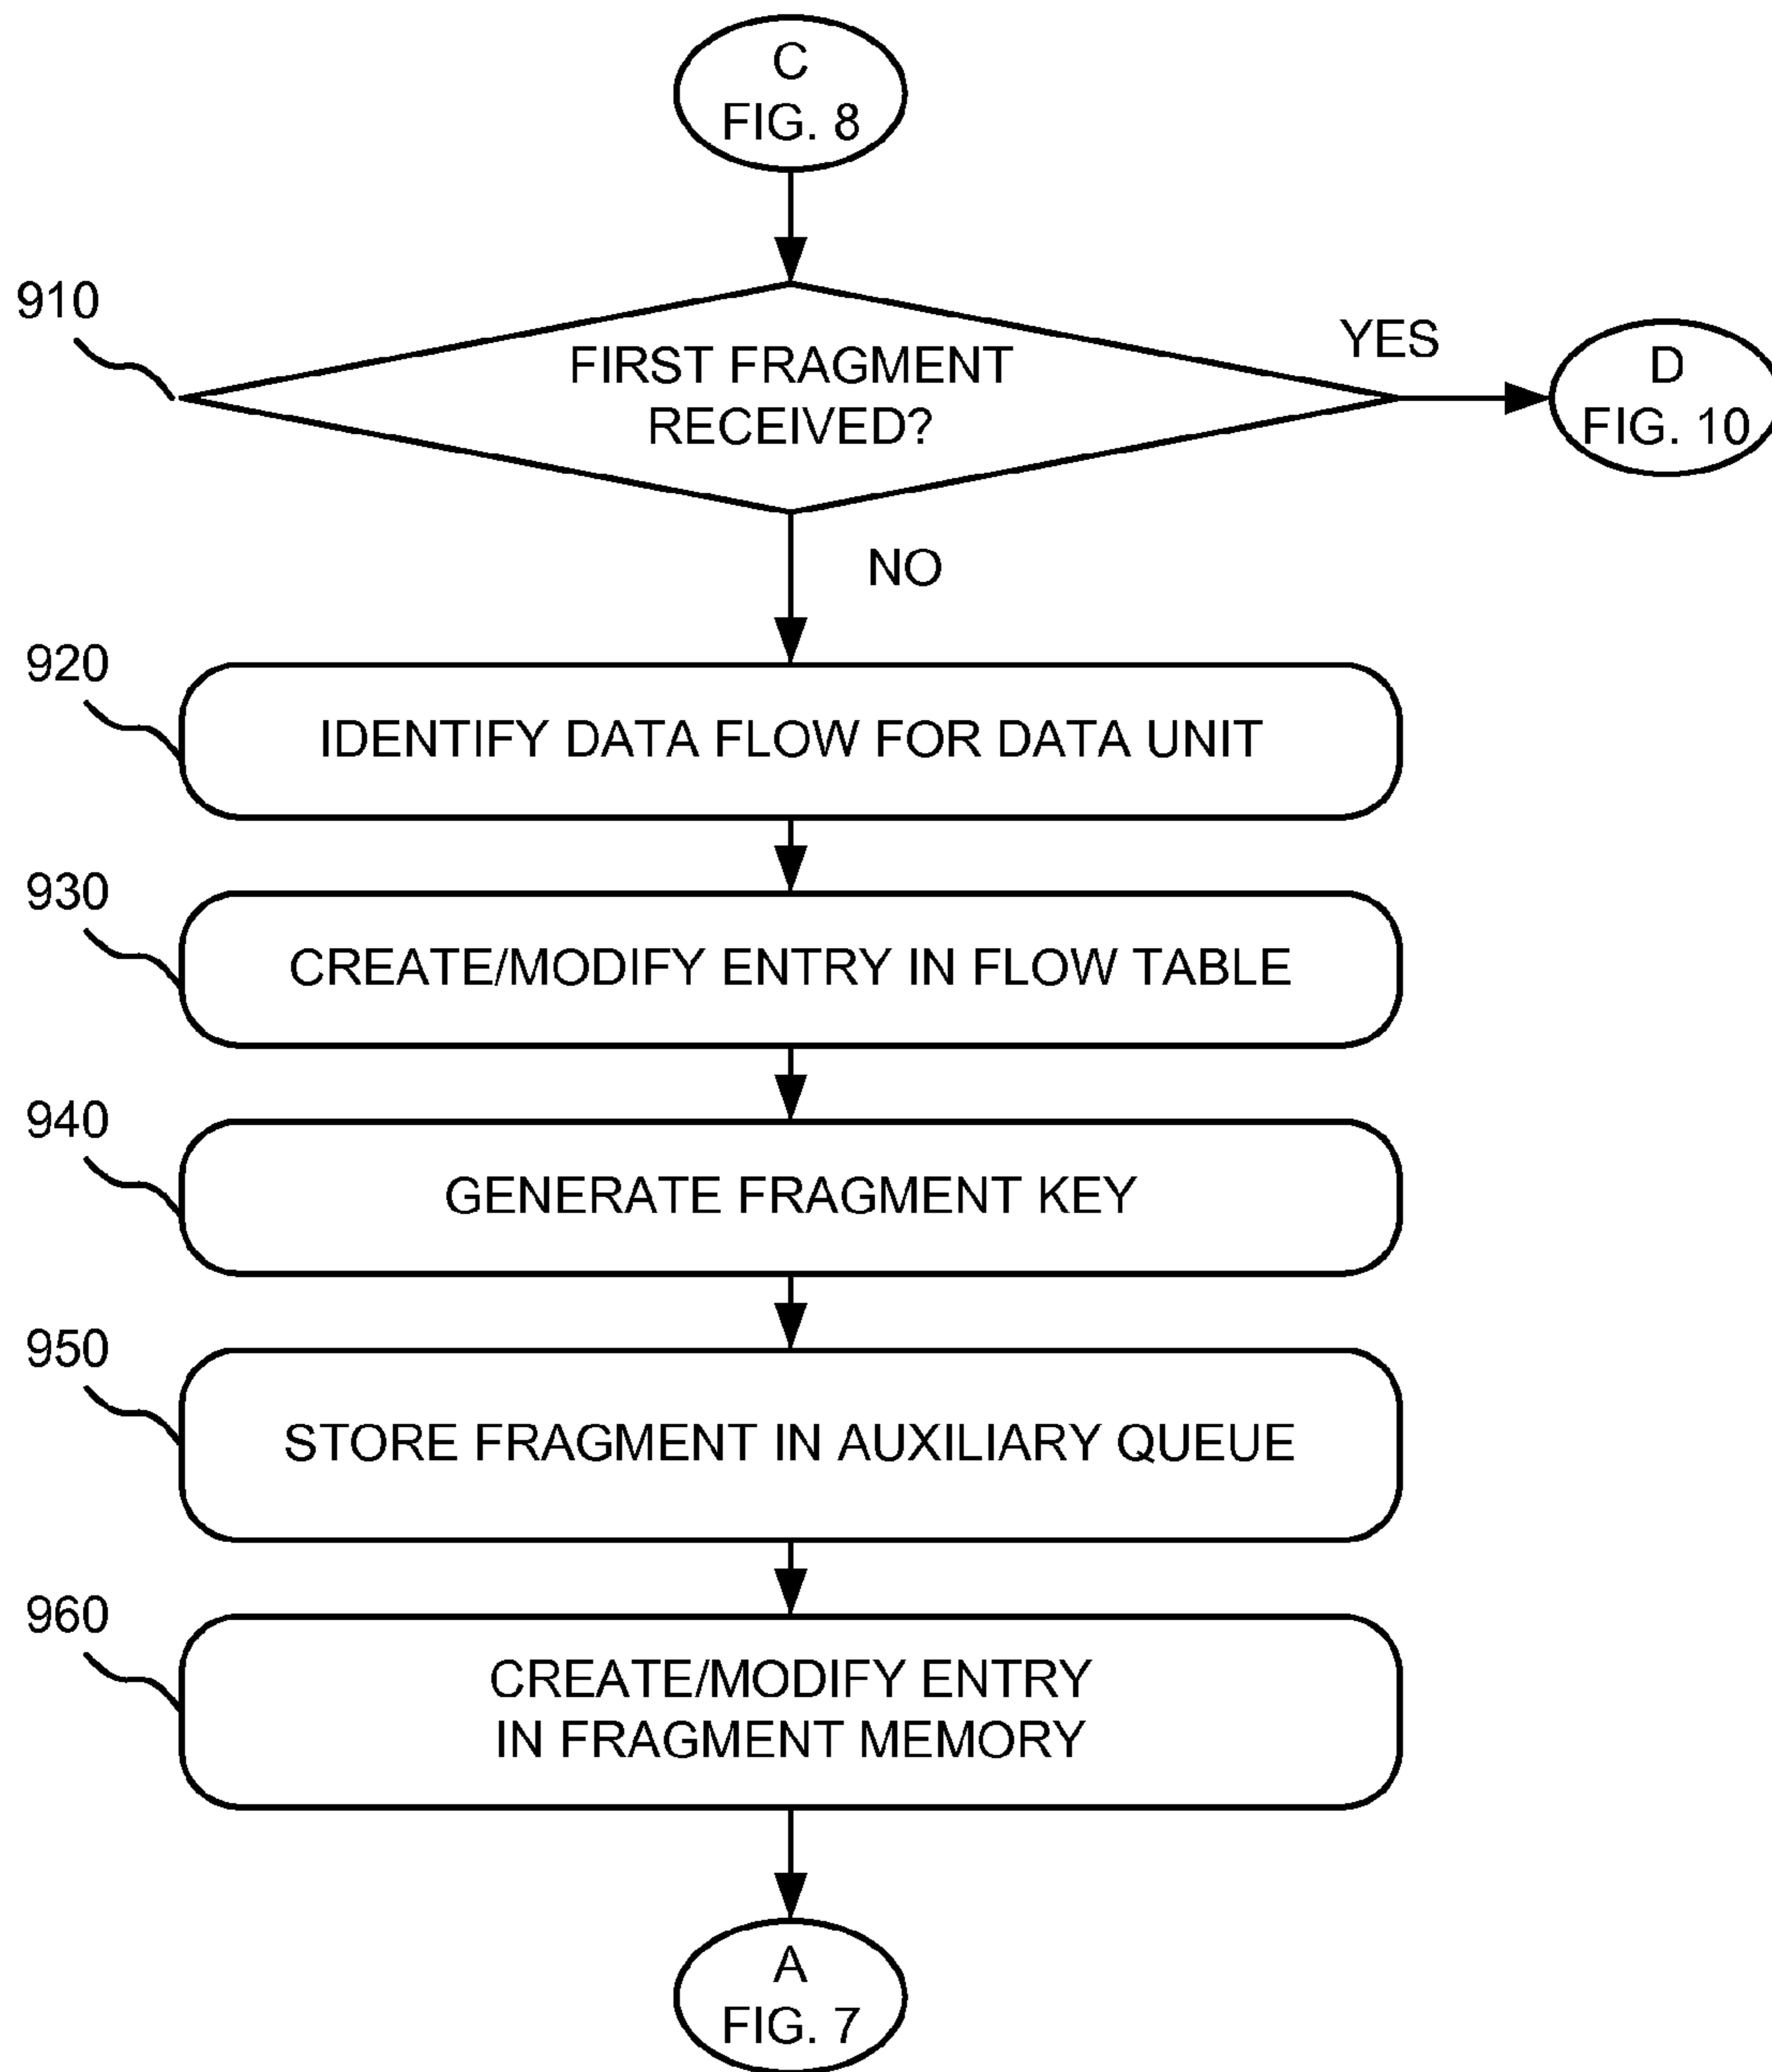 C
FIG. 8
910
FIRST FRAGMENT
RECEIVED?
YES
D
FIG. 10
NO
920
IDENTIFY DATA FLOW FOR DATA UNIT
930
CREATE/MODIFY ENTRY IN FLOW TABLE
940
GENERATE FRAGMENT KEY
950
STORE FRAGMENT IN AUXILIARY QUEUE
960
CREATE/MODIFY ENTRY
IN FRAGMENT MEMORY
A
FIG. 7